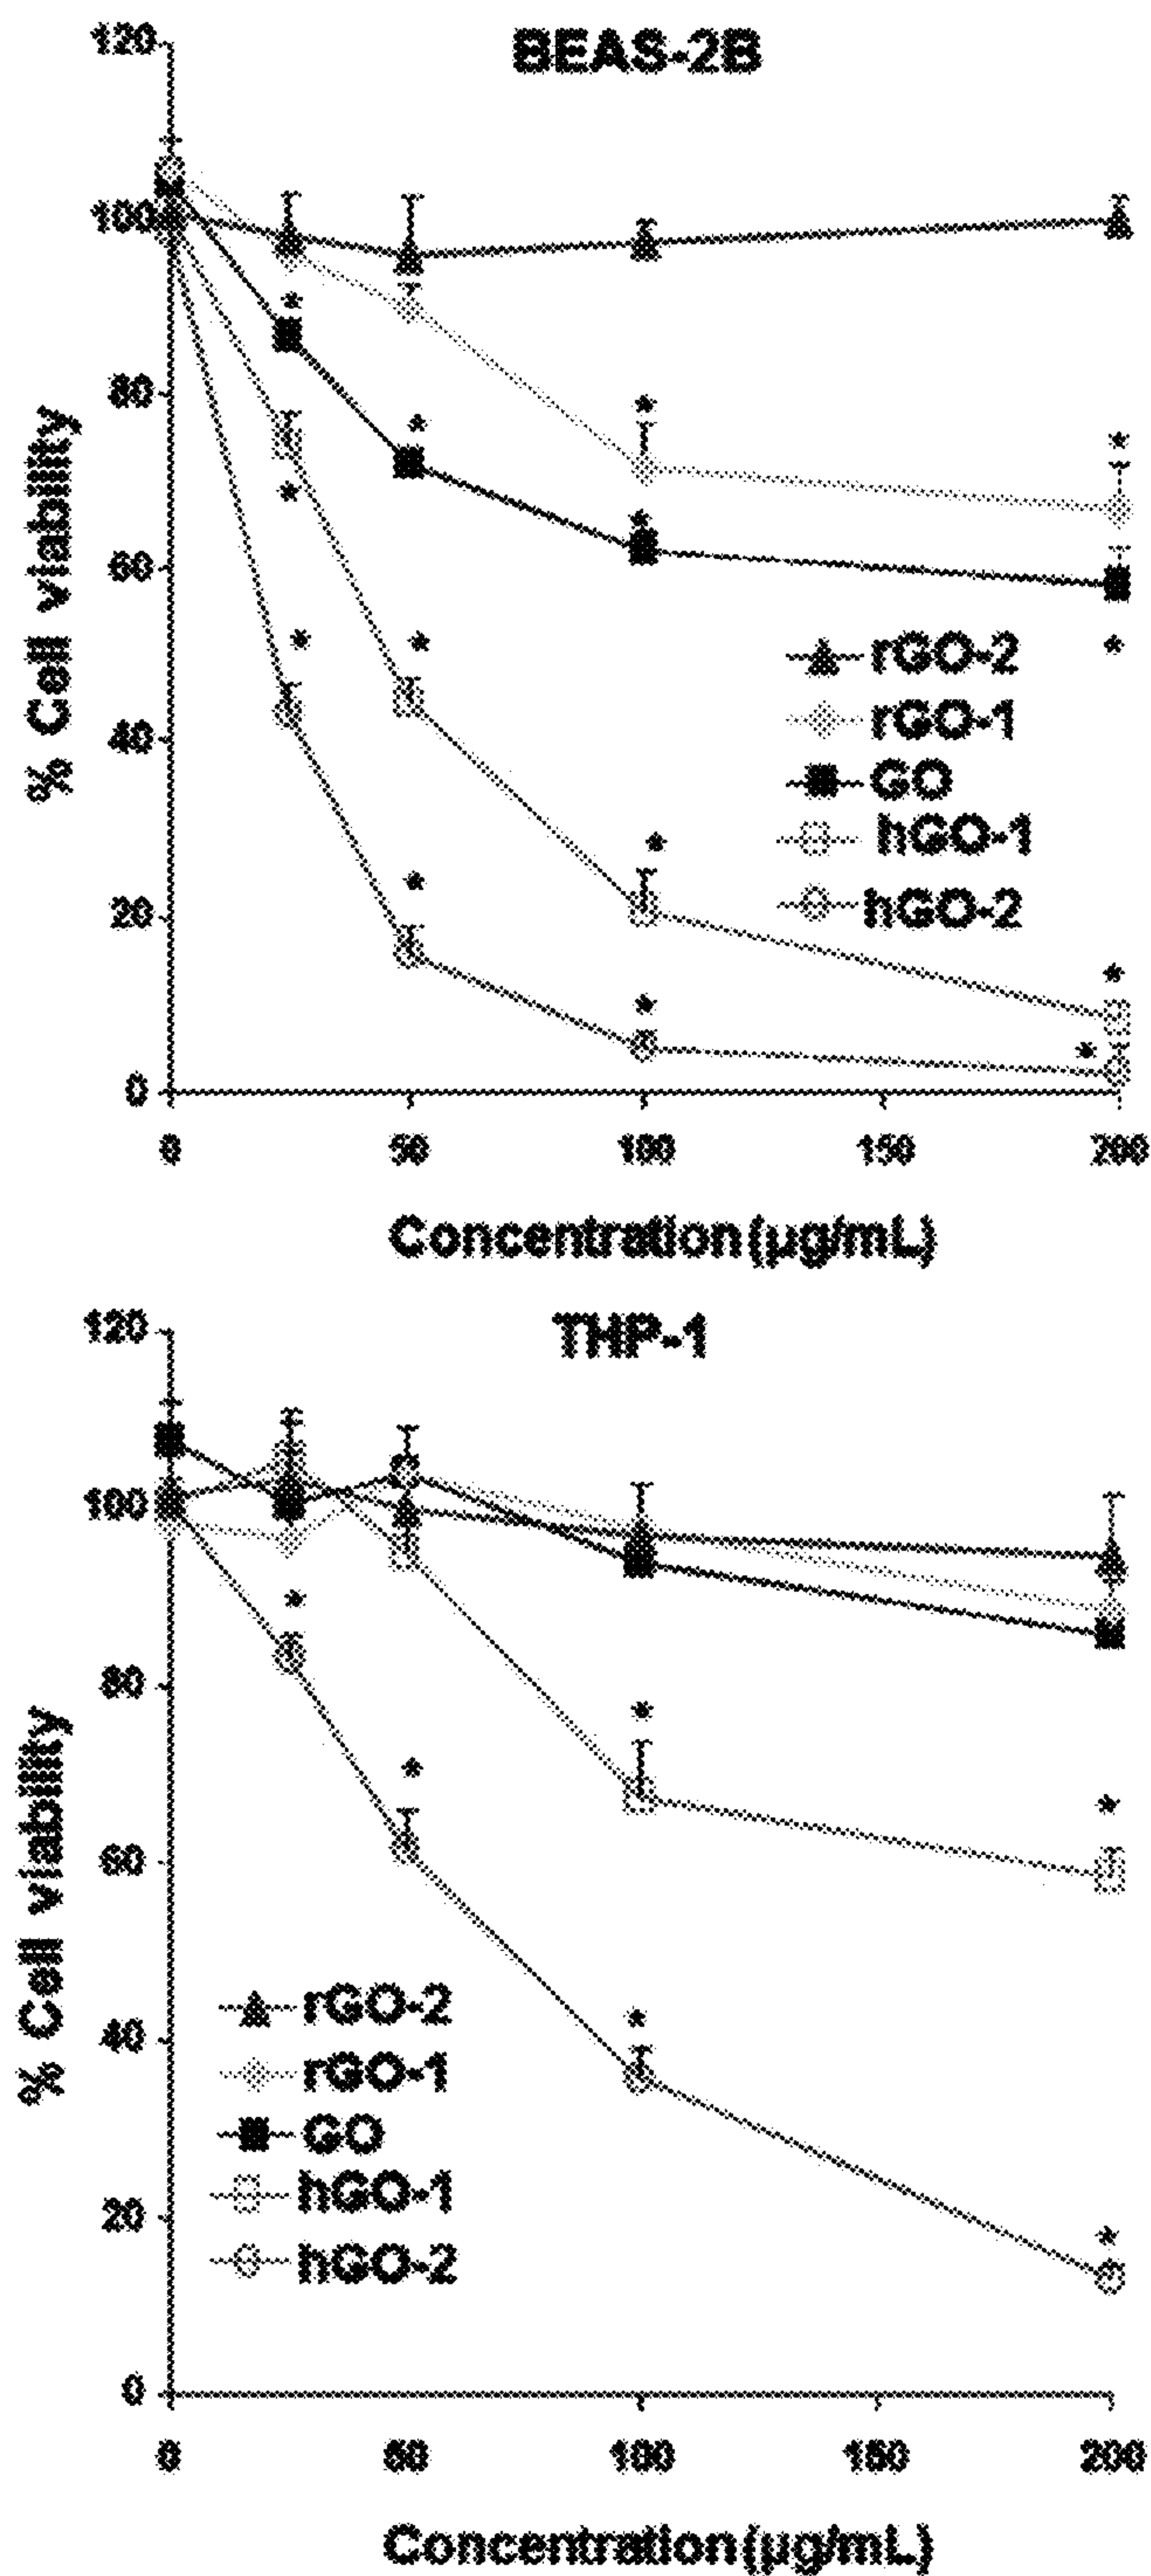 BEAS-2B
120
100
80
60
40
20
0
% Cell viability
* * * *
* * * *
* * * *
* * * *
rGO-2
rGO-1
GO
hGO-1
hGO-2
0 50 100 150 200
Concentration (µg/mL)
THP-1
120
100
80
60
40
20
0
% Cell viability
* *
* * * *
rGO-2
rGO-1
GO
hGO-1
hGO-2
0 50 100 150 200
Concentration (µg/mL)